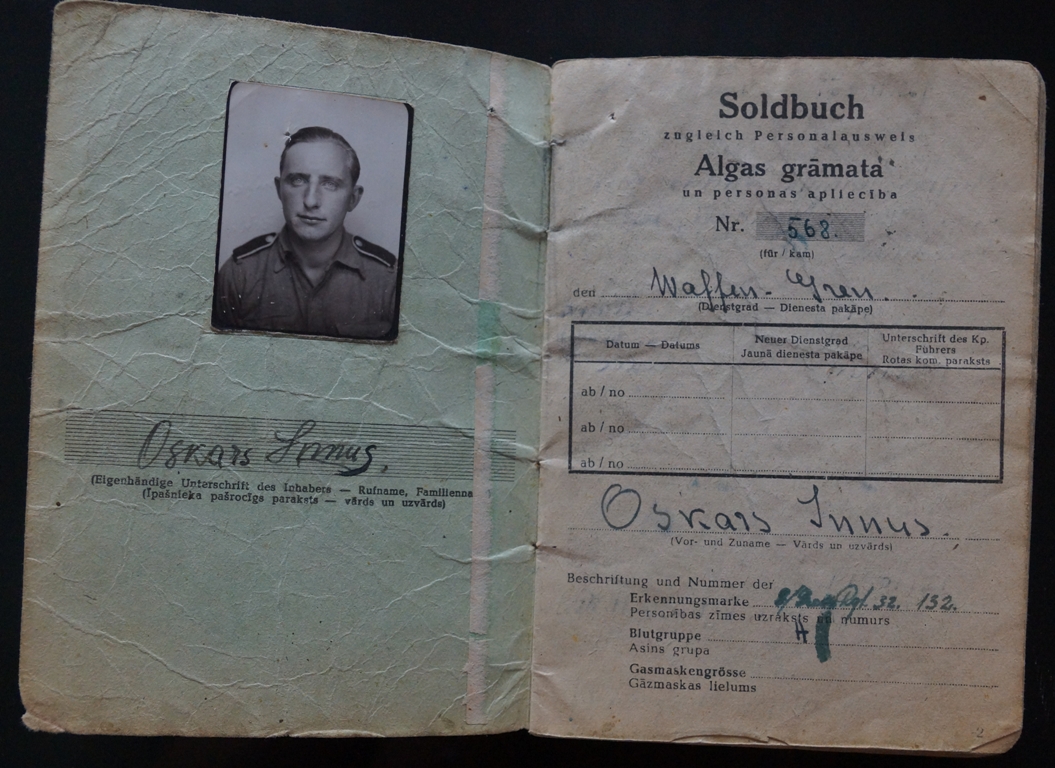 Oskars Innus.
(Eigenhändige Unterschrift des Inhabers — Rufname, Familienna
(Īpašnieka pašrocīgs paraksts — vārds un uzvārds)
Soldbuch
zugleich Personalausweis
Algas grāmata
un personas apliecība
Nr. 568.
(für / kam)
den Waffen-Gren.
(Dienstgrad — Dienesta pakāpe)
Datum — Datums
Neuer Dienstgrad
Jaunā dienesta pakāpe
Unterschrift des Kp.
Führers
Rotas kom. paraksts
ab / no
ab / no
ab / no
Oskars Innus.
(Vor- und Zuname — Vārds un uzvārds)
Beschriftung und Nummer der
Erkennungsmarke 32. 132.
Personības zīmes uzraksts un numurs
Blutgruppe A
Asins grupa
Gasmaskengrösse
Gāzmaskas lielums
2